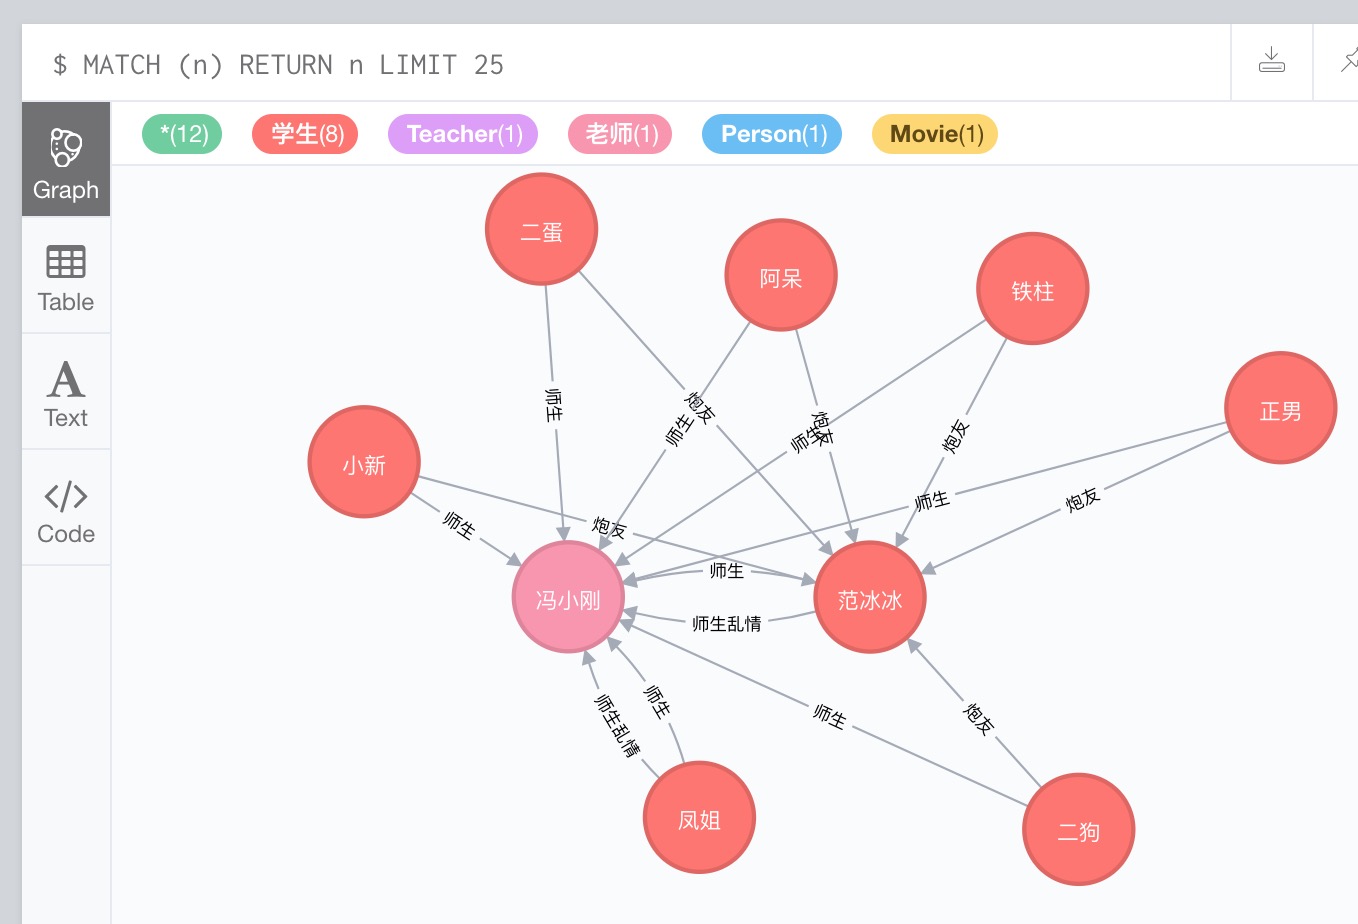 $ MATCH (n) RETURN n LIMIT 25
*(12) 学生(8) Teacher(1) 老师(1) Person(1) Movie(1)
Graph
Table
Text
Code
二蛋
阿呆
铁柱
正男
小新
冯小刚
范冰冰
凤姐
二狗
师生
炮友
师生
炮友
师生
炮友
师生
炮友
师生
炮友
师生
师生乱情
师生
师生乱情
师生
炮友